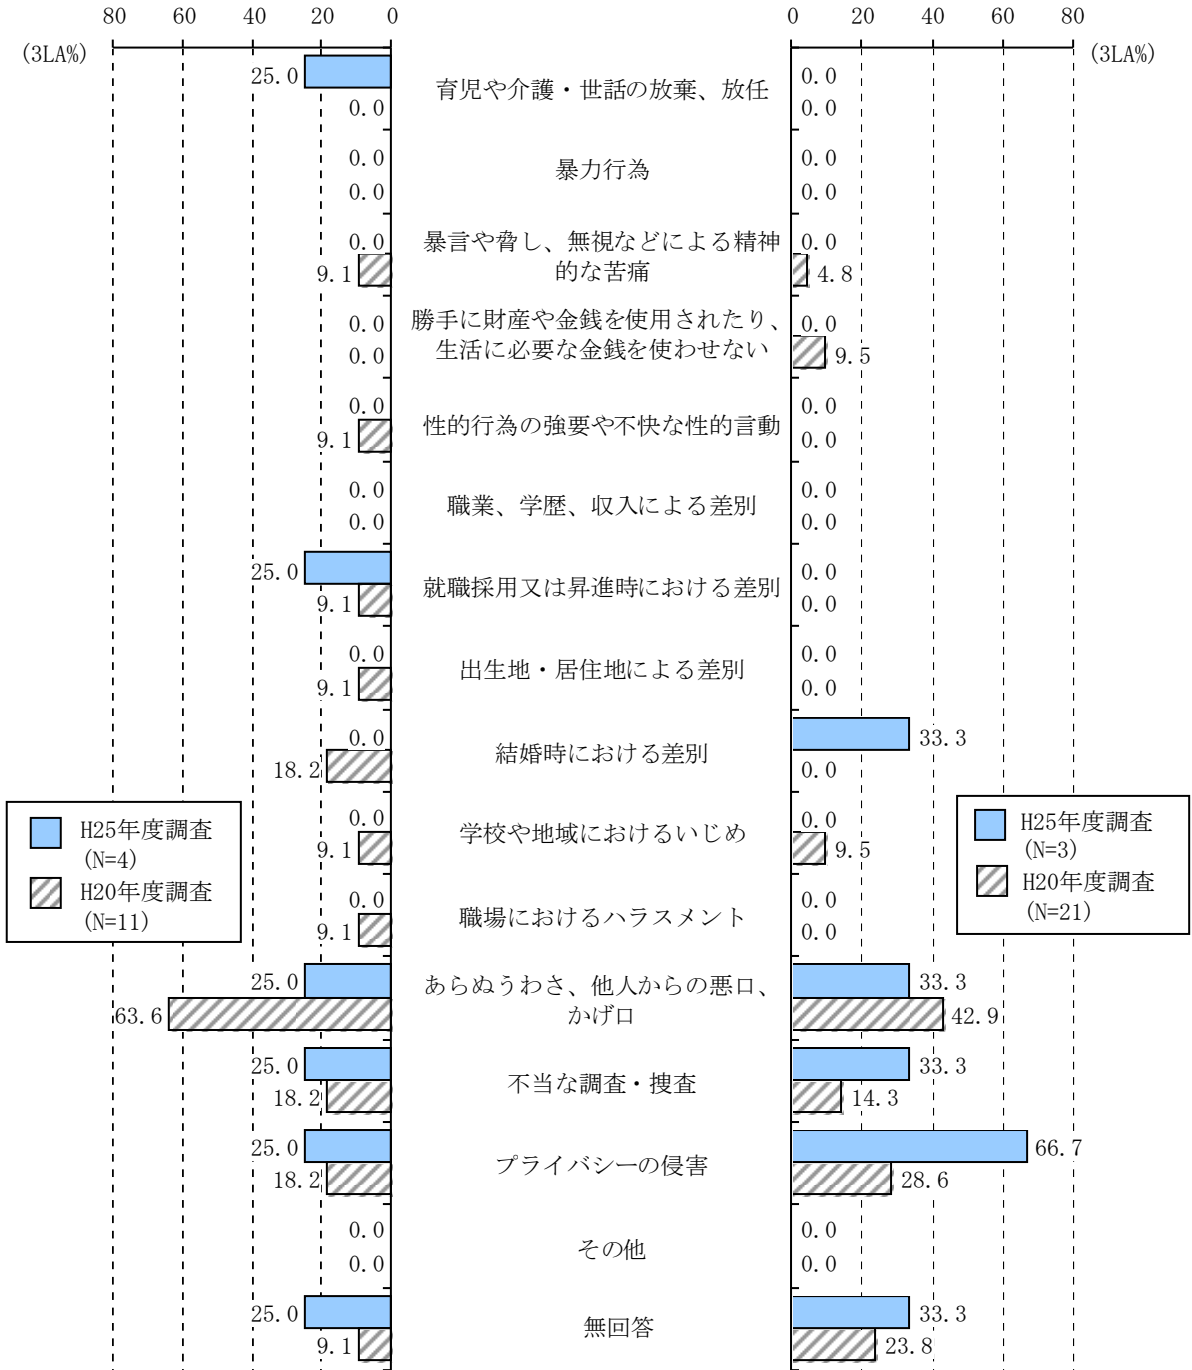 80 60 40 20 0 0 20 40 60 80
(3LA%) (3LA%)
25.0 0.0
育児や介護・世話の放棄、放任
0.0 0.0
0.0 0.0
暴力行為
0.0 0.0
0.0 暴言や脅し、無視などによる精神 0.0
9.1 的な苦痛 4.8
0.0 勝手に財産や金銭を使用されたり、 0.0
0.0 生活に必要な金銭を使わせない 9.5
0.0 0.0
性的行為の強要や不快な性的言動
9.1 0.0
0.0 0.0
職業、学歴、収入による差別
0.0 0.0
25.0 0.0
就職採用又は昇進時における差別
9.1 0.0
0.0 0.0
出生地・居住地による差別
9.1 0.0
0.0 33.3
結婚時における差別
18.2 0.0
0.0 0.0
学校や地域におけるいじめ
9.1 9.5
0.0 0.0
職場におけるハラスメント
9.1 0.0
25.0 あらぬうわさ、他人からの悪口、 33.3
63.6 かげ口 42.9
25.0 33.3
不当な調査・捜査
18.2 14.3
25.0 66.7
プライバシーの侵害
18.2 28.6
0.0 0.0
その他
0.0 0.0
25.0 33.3
無回答
9.1 23.8
H25年度調査
(N=4)
H20年度調査
(N=11)
H25年度調査
(N=3)
H20年度調査
(N=21)